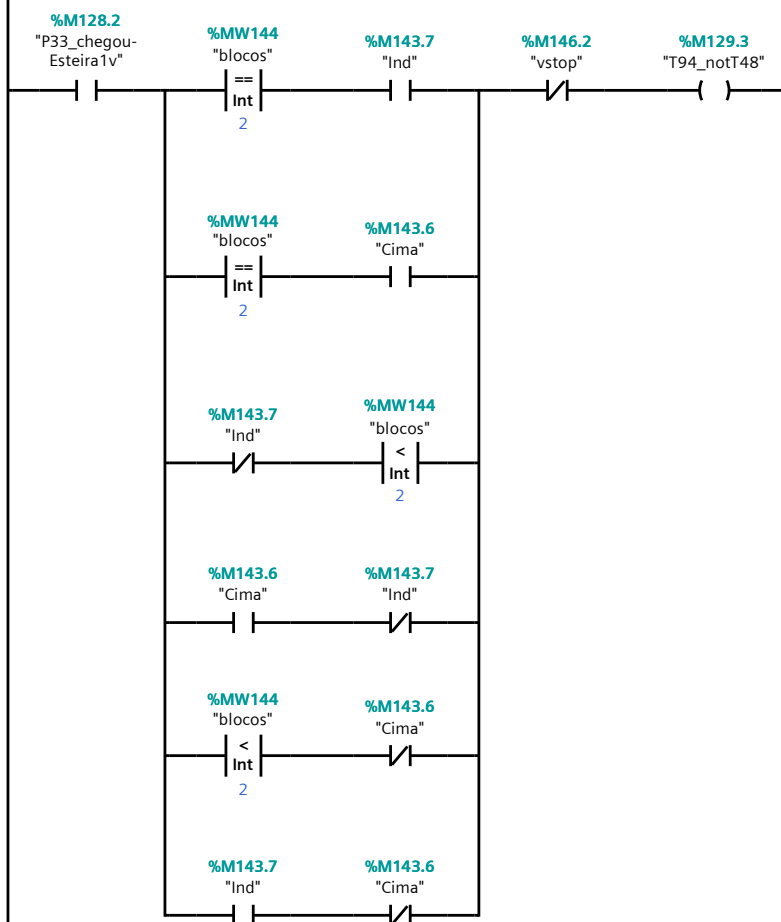 %M128.2
"P33_chegou-
Esteira1v"
%MW144
"blocos"
==
Int
2
%M143.7
"Ind"
%M146.2
"vstop"
%M129.3
"T94_notT48"
%MW144
"blocos"
==
Int
2
%M143.6
"Cima"
%M143.7
"Ind"
%MW144
"blocos"
<
Int
2
%M143.6
"Cima"
%M143.7
"Ind"
%MW144
"blocos"
<
Int
2
%M143.6
"Cima"
%M143.7
"Ind"
%M143.6
"Cima"